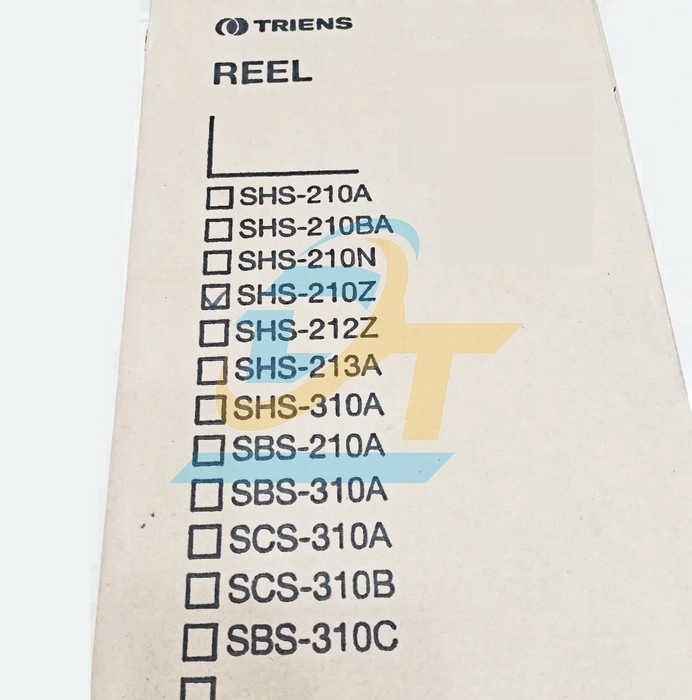 TRIENS
REEL
SHS-210A
SHS-210BA
SHS-210N
SHS-210Z
SHS-212Z
SHS-213A
SHS-310A
SBS-210A
SBS-310A
SCS-310A
SCS-310B
SBS-310C